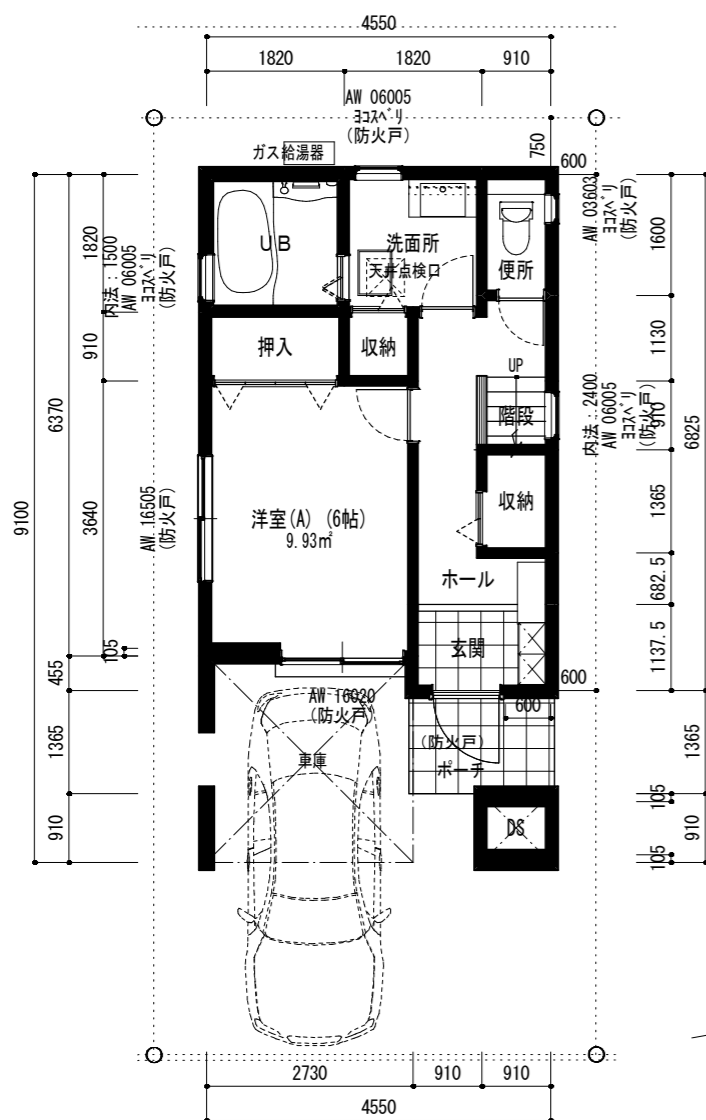 4550
1820
1820
910
AW 06005
ﾖｺｽﾍﾞﾘ
(防火戸)
ガス給湯器
750
600
AW 03603
ﾖｺｽﾍﾞﾘ
(防火戸)
1820
内法：1500
AW 06005
ﾖｺｽﾍﾞﾘ
(防火戸)
UB
洗面所
天井点検口
便所
1600
910
押入
収納
1130
UP
階段
内法：2400
AW 06005
ﾖｺｽﾍﾞﾘ
(防火戸)
910
6370
6825
9100
3640
AW 16505
(防火戸)
洋室(A) (6帖)
9.93㎡
収納
1365
ホール
682.5
玄関
1137.5
105
455
600
AW 16020
(防火戸)
600
1365
車庫
(防火戸)
ポーチ
1365
910
DS
105
910
105
2730
910
910
4550